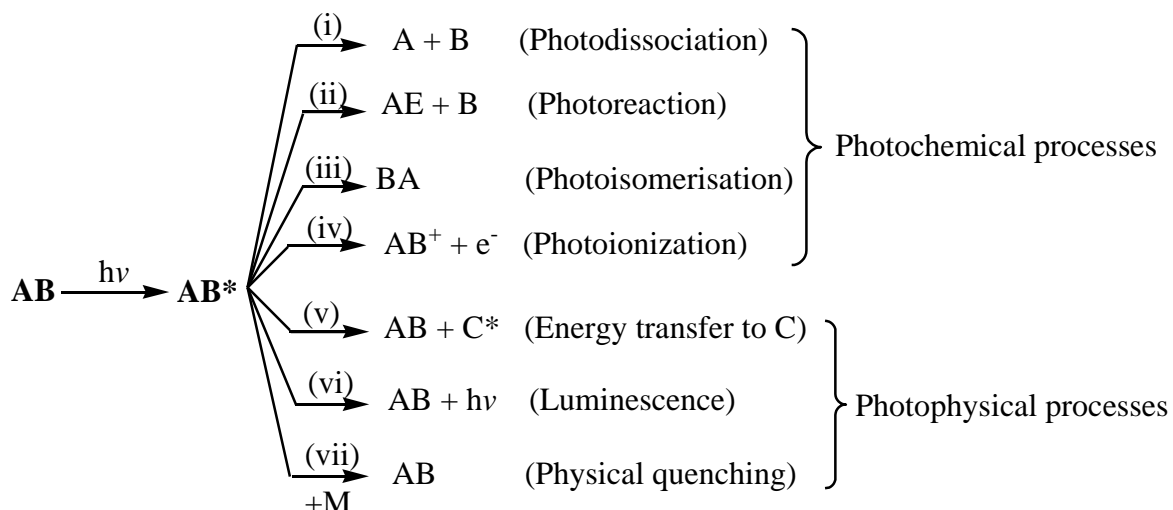 (i) A + B (Photodissociation)
(ii) AE + B (Photoreaction)
Photochemical processes
(iii) BA (Photoisomerisation)
(iv) AB⁺ + e⁻ (Photoionization)
AB hν AB*
(v) AB + C* (Energy transfer to C)
(vi) AB + hν (Luminescence)
Photophysical processes
(vii) AB (Physical quenching)
+M